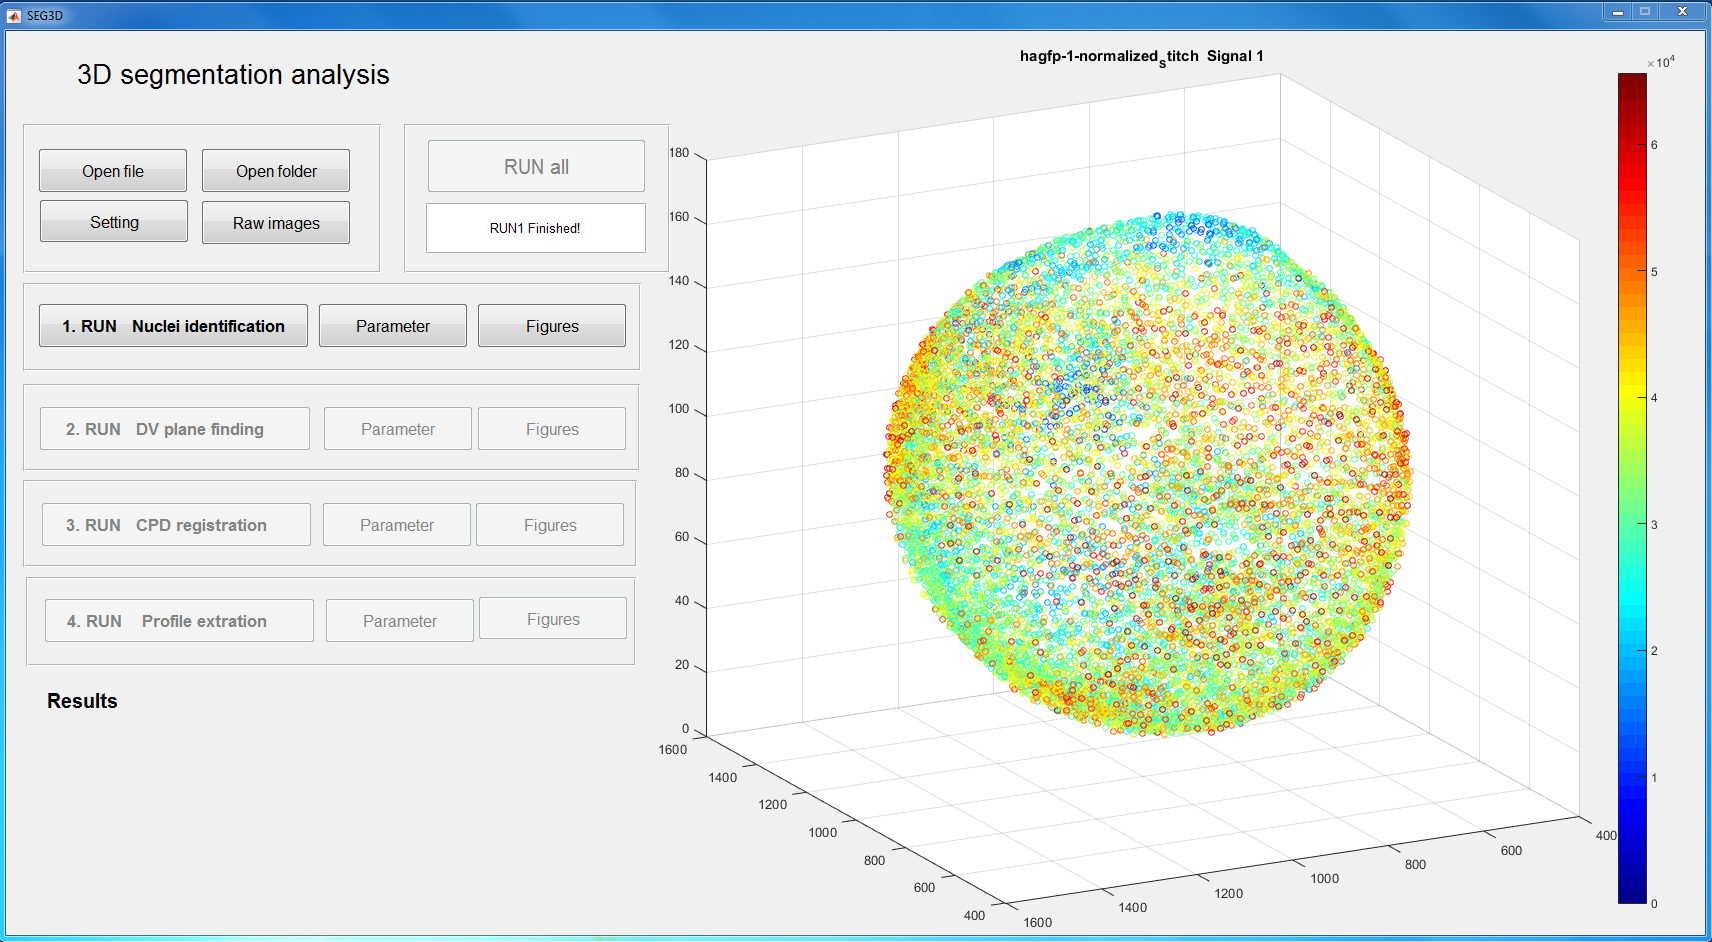 SEG3D
3D segmentation analysis
Open file
Open folder
Setting
Raw images
RUN all
RUN1 Finished!
1. RUN Nuclei identification
Parameter
Figures
2. RUN DV plane finding
Parameter
Figures
3. RUN CPD registration
Parameter
Figures
4. RUN Profile extration
Parameter
Figures
Results
hagfp-1-normalized_stitch Signal 1
180
160
140
120
100
80
60
40
20
0
1600
1400
1200
1000
800
600
400
1600
1400
1200
1000
800
600
400
×10^4
6
5
4
3
2
1
0